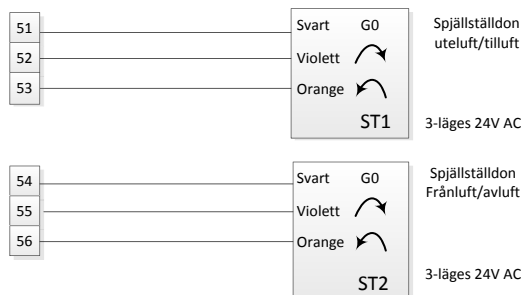 51 Svart G0
52 Violett
53 Orange
ST1
Spjällställdon
uteluft/tilluft
3-läges 24V AC
54 Svart G0
55 Violett
56 Orange
ST2
Spjällställdon
Frånluft/avluft
3-läges 24V AC